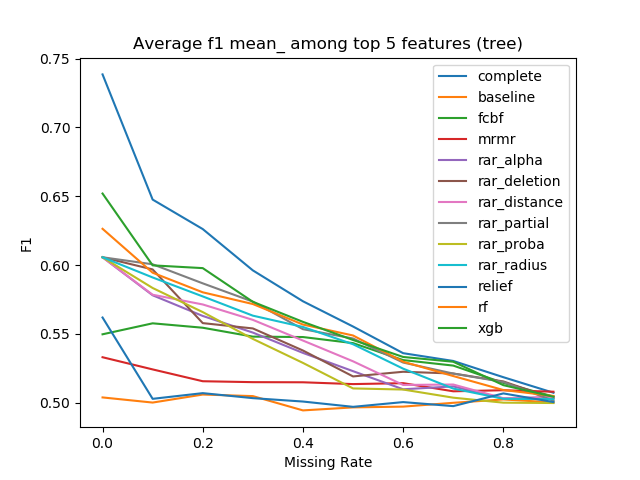 Average f1 mean_ among top 5 features (tree)
F1
0.75
0.70
0.65
0.60
0.55
0.50
complete
baseline
fcbf
mrmr
rar_alpha
rar_deletion
rar_distance
rar_partial
rar_proba
rar_radius
relief
rf
xgb
0.0 0.2 0.4 0.6 0.8
Missing Rate